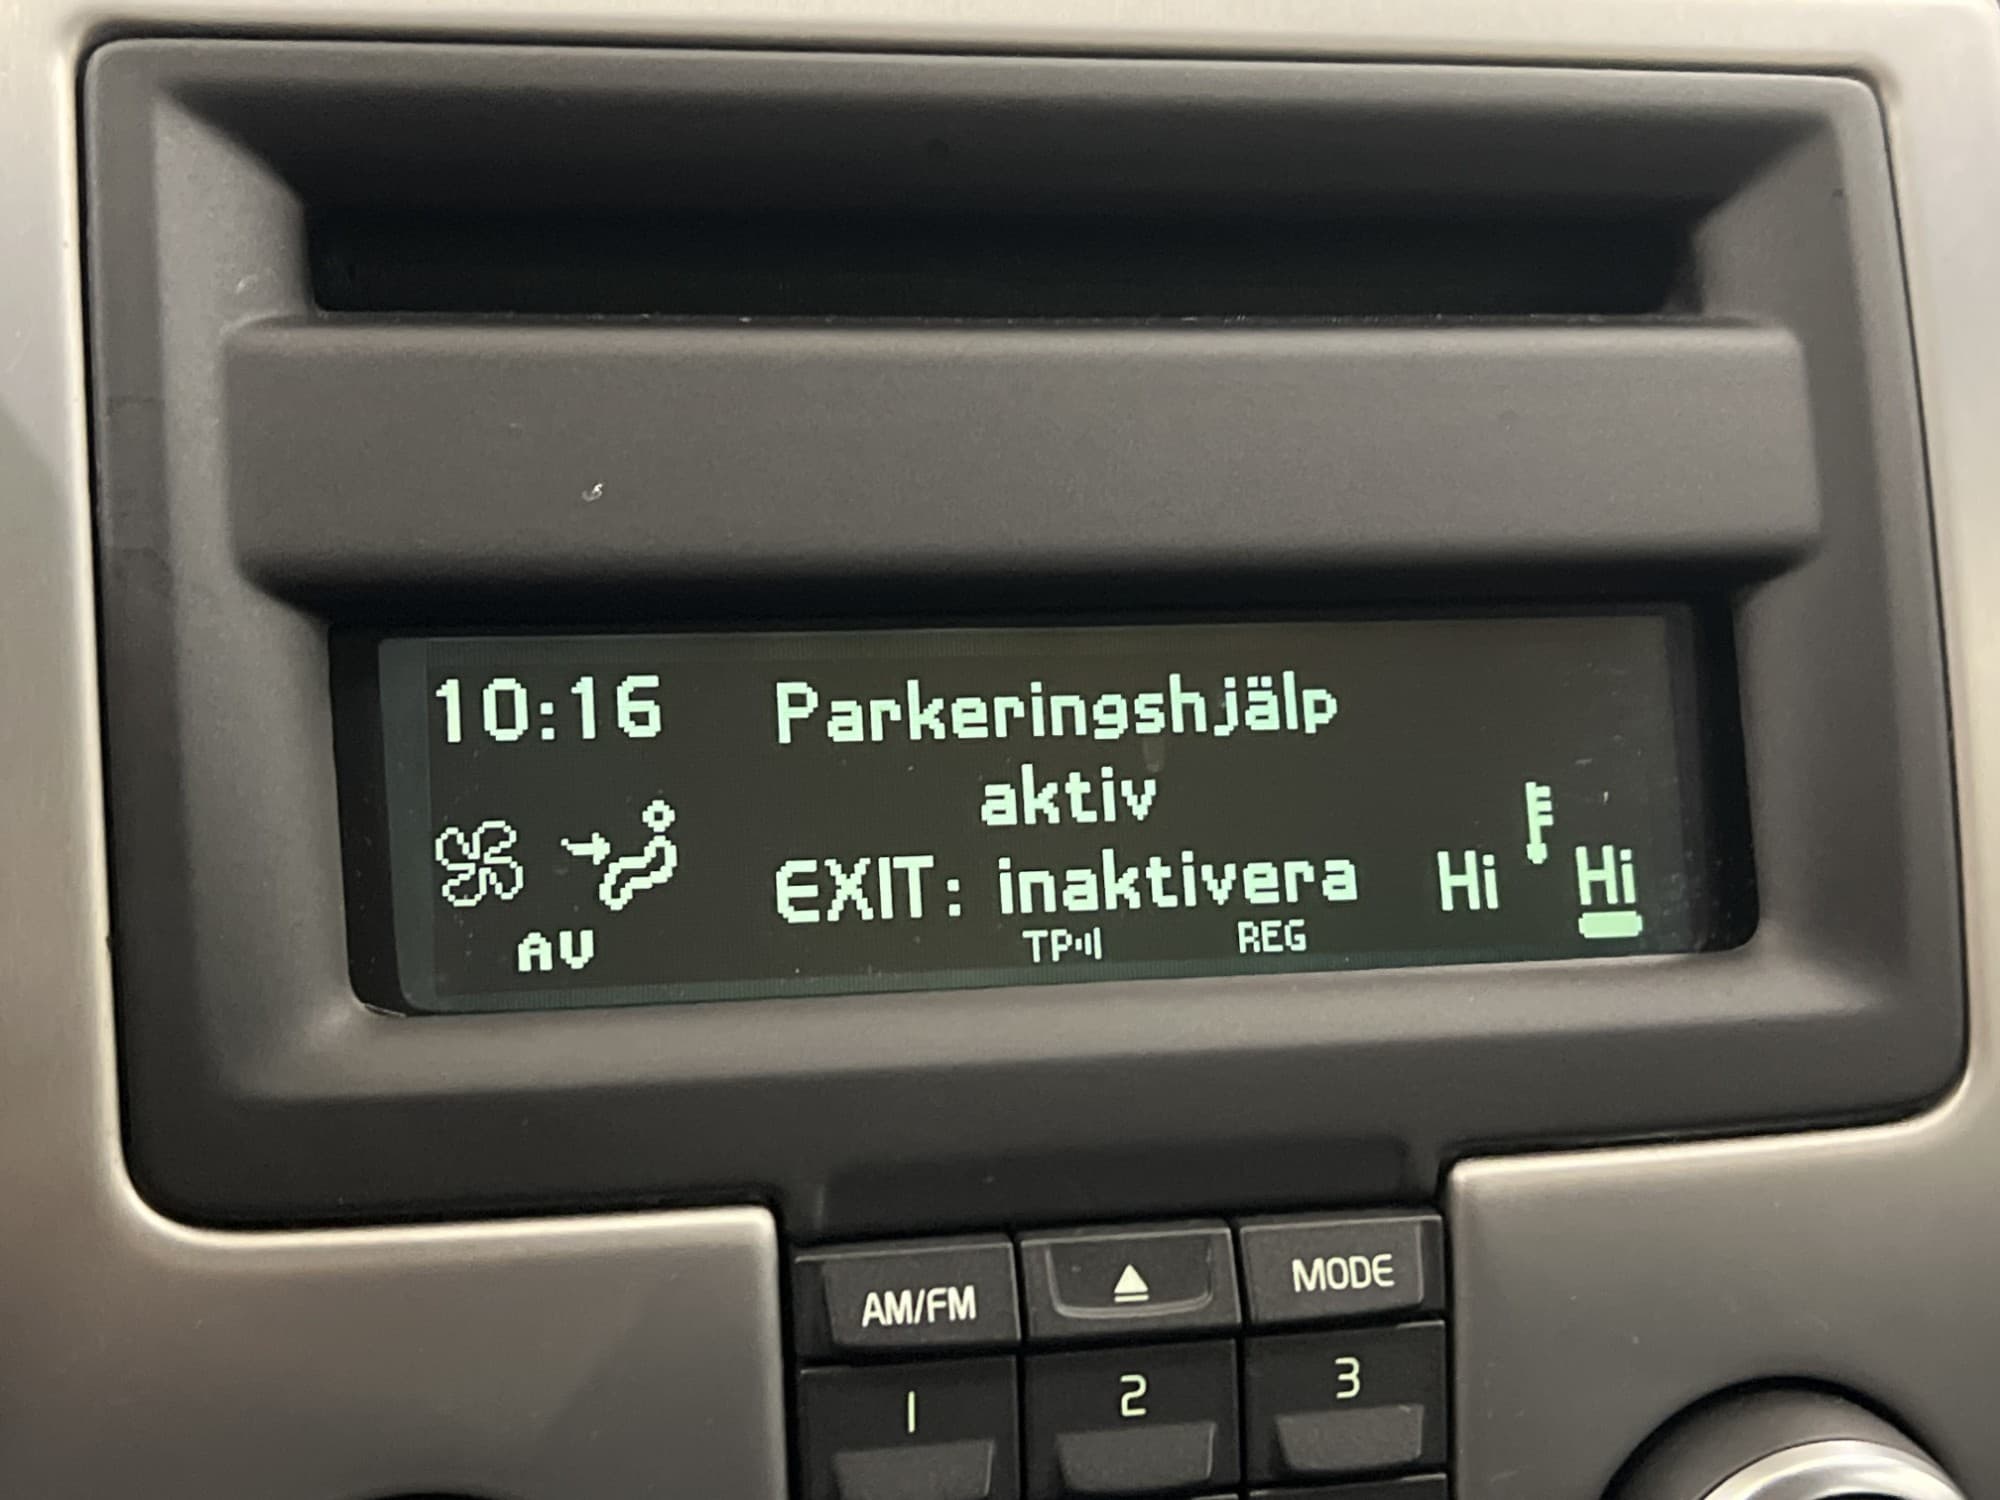 10:16 Parkeringshjälp
aktiv
EXIT: inaktivera Hi Hi
AV TP REG
AM/FM MODE
1 2 3